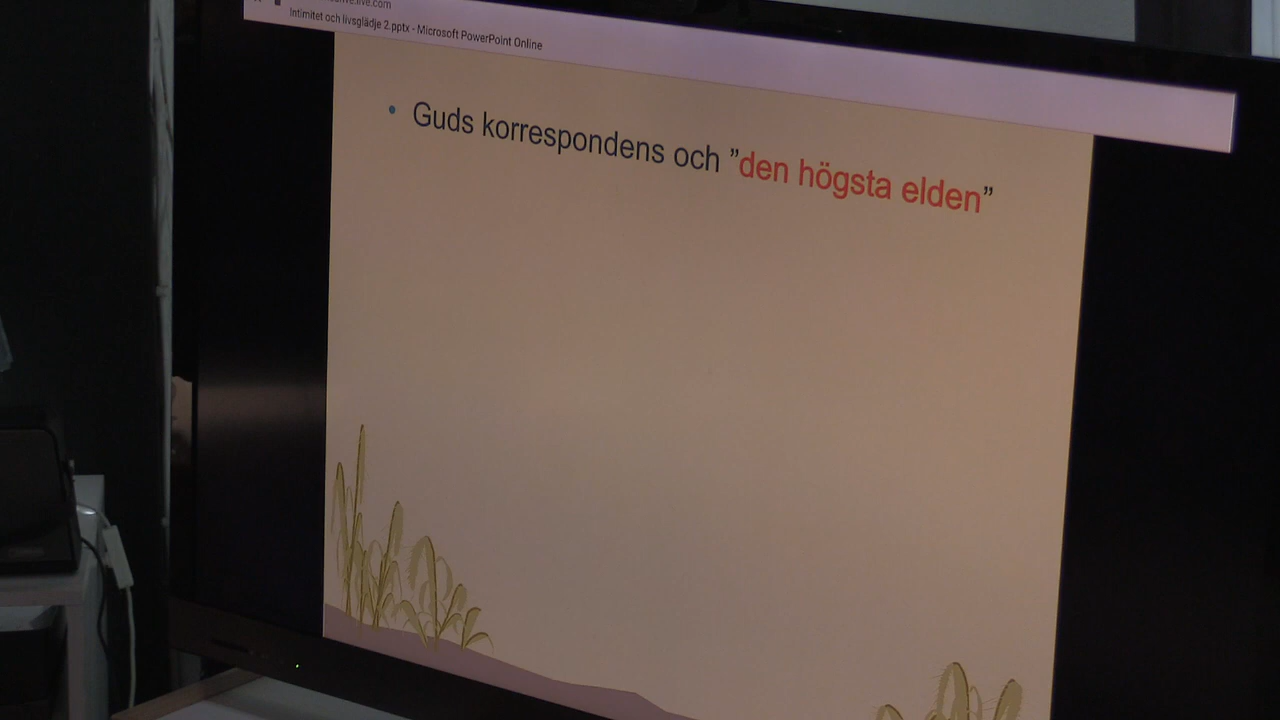 Intimitet och livsglädje 2.pptx - Microsoft PowerPoint Online
• Guds korrespondens och ”den högsta elden”